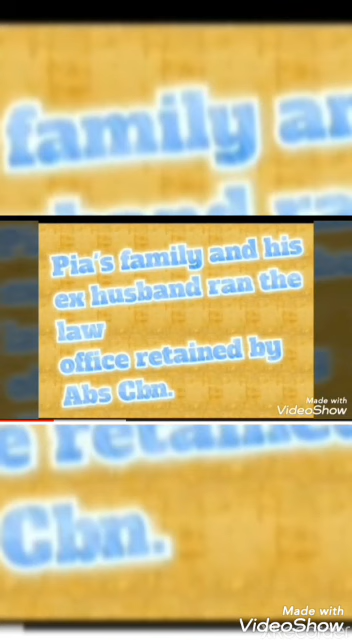 family an
Pia's family and his
ex husband ran the
law
office retained by
Abs Cbn.
Made with
VideoShow
e retained
Cbn.
Made with
VideoShow